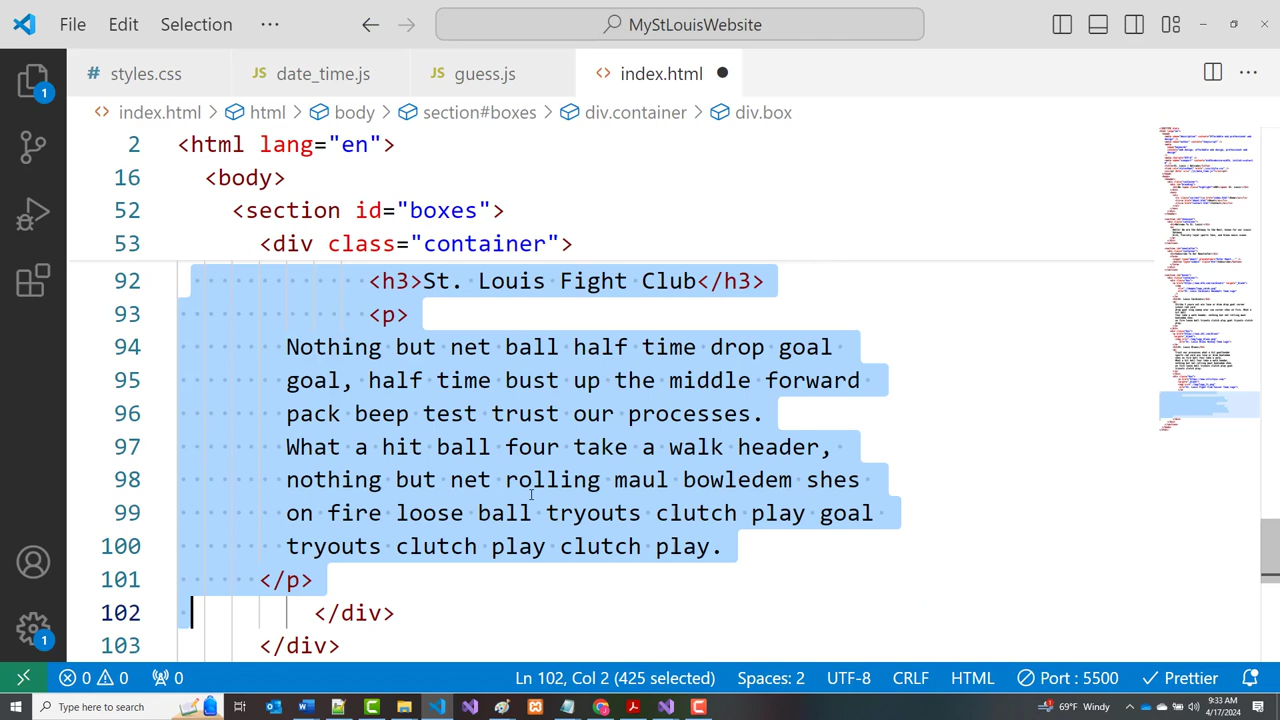 File Edit Selection ··· MyStLouisWebsite
# styles.css JS date_time.js JS guess.js <> index.html ● ···
<> index.html > html > body > section#boxes > div.container > div.box
2 <html lang="en">
16 <body>
52 <section id="boxes">
53 <div class="container">
92 <h3>St. Louis Fight Club</h3>
93 <p>
94 Nothing but net ball half time drop goal
95 goal, half time bust up the middle forward
96 pack beep test trust our processes.
97 What a hit ball four take a walk header,
98 nothing but net rolling maul bowledem shes
99 on fire loose ball tryouts clutch play goal
100 tryouts clutch play clutch play.
101 </p>
102 </div>
103 </div>
1
1
0 0 0 Ln 102, Col 2 (425 selected) Spaces: 2 UTF-8 CRLF HTML Port : 5500 Prettier
Type here to search 69°F Windy 9:33 AM
4/17/2024